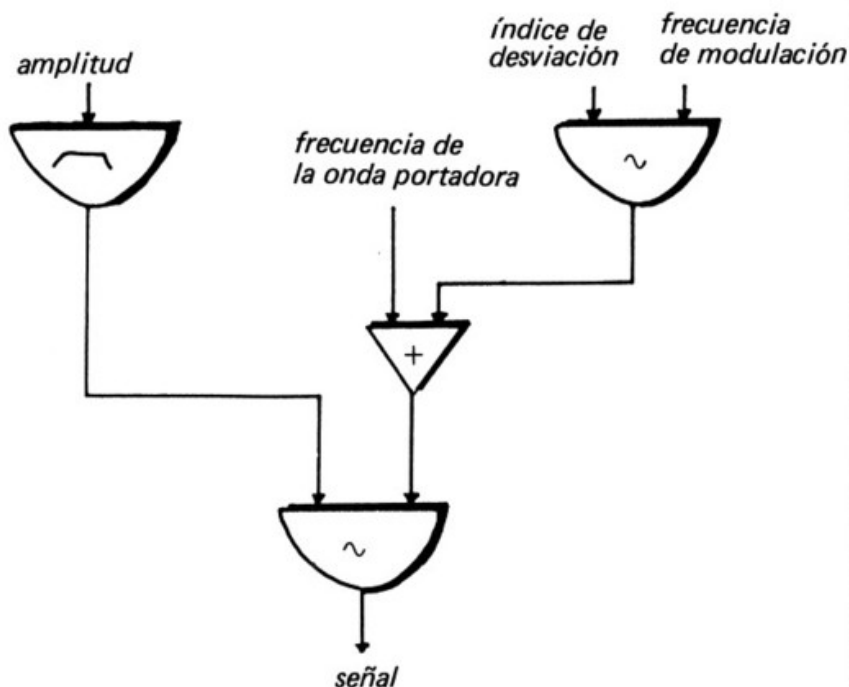 amplitud
índice de
desviación
frecuencia
de modulación
frecuencia de
la onda portadora
+
señal